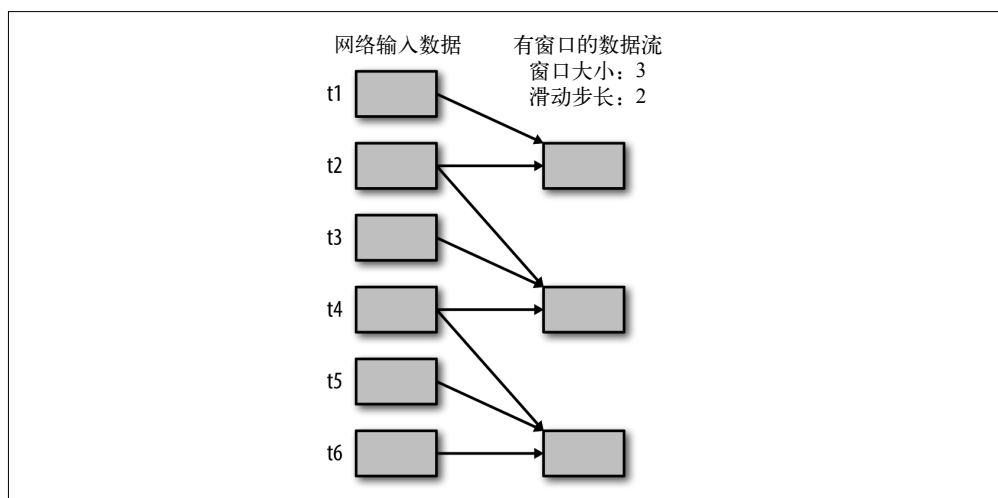 网络输入数据
有窗口的数据流
窗口大小：3
滑动步长：2
t1
t2
t3
t4
t5
t6